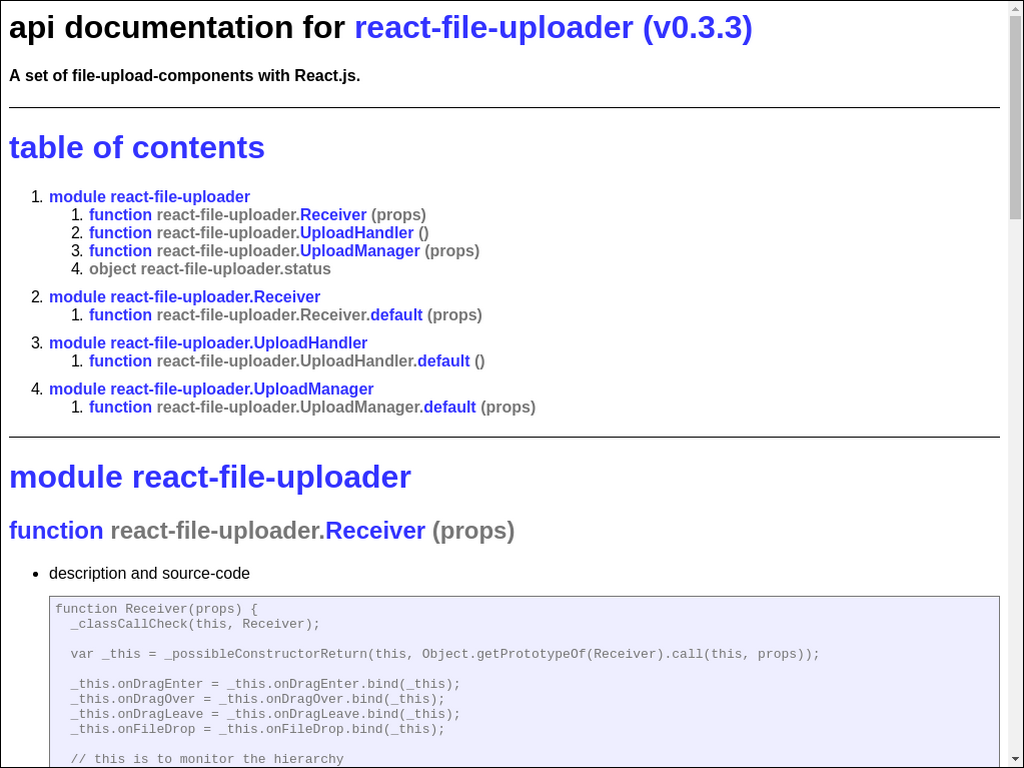 api documentation for react-file-uploader (v0.3.3)
A set of file-upload-components with React.js.
table of contents
1. module react-file-uploader
1. function react-file-uploader.Receiver (props)
2. function react-file-uploader.UploadHandler ()
3. function react-file-uploader.UploadManager (props)
4. object react-file-uploader.status
2. module react-file-uploader.Receiver
1. function react-file-uploader.Receiver.default (props)
3. module react-file-uploader.UploadHandler
1. function react-file-uploader.UploadHandler.default ()
4. module react-file-uploader.UploadManager
1. function react-file-uploader.UploadManager.default (props)
module react-file-uploader
function react-file-uploader.Receiver (props)
• description and source-code
function Receiver(props) {
  _classCallCheck(this, Receiver);
  var _this = _possibleConstructorReturn(this, Object.getPrototypeOf(Receiver).call(this, props));
  _this.onDragEnter = _this.onDragEnter.bind(_this);
  _this.onDragOver = _this.onDragOver.bind(_this);
  _this.onDragLeave = _this.onDragLeave.bind(_this);
  _this.onFileDrop = _this.onFileDrop.bind(_this);
  // this is to monitor the hierarchy